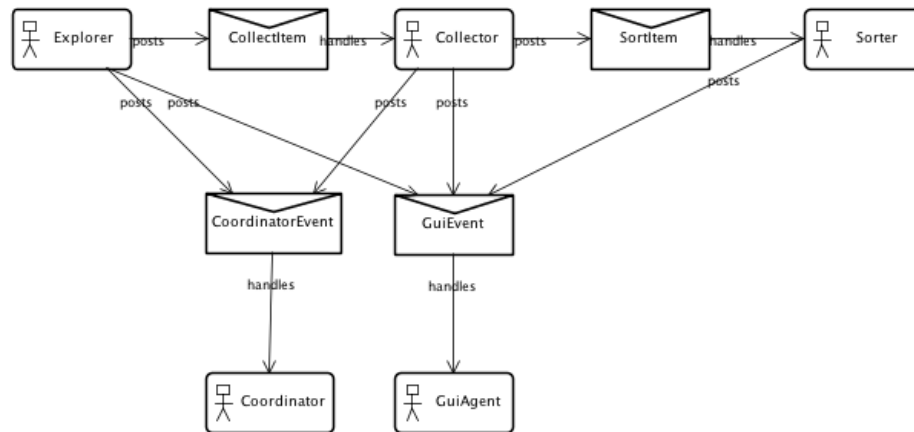 Explorer
posts
CollectItem
handles
Collector
posts
SortItem
handles
Sorter
posts
posts
posts
posts
posts
CoordinatorEvent
GuiEvent
handles
handles
Coordinator
GuiAgent